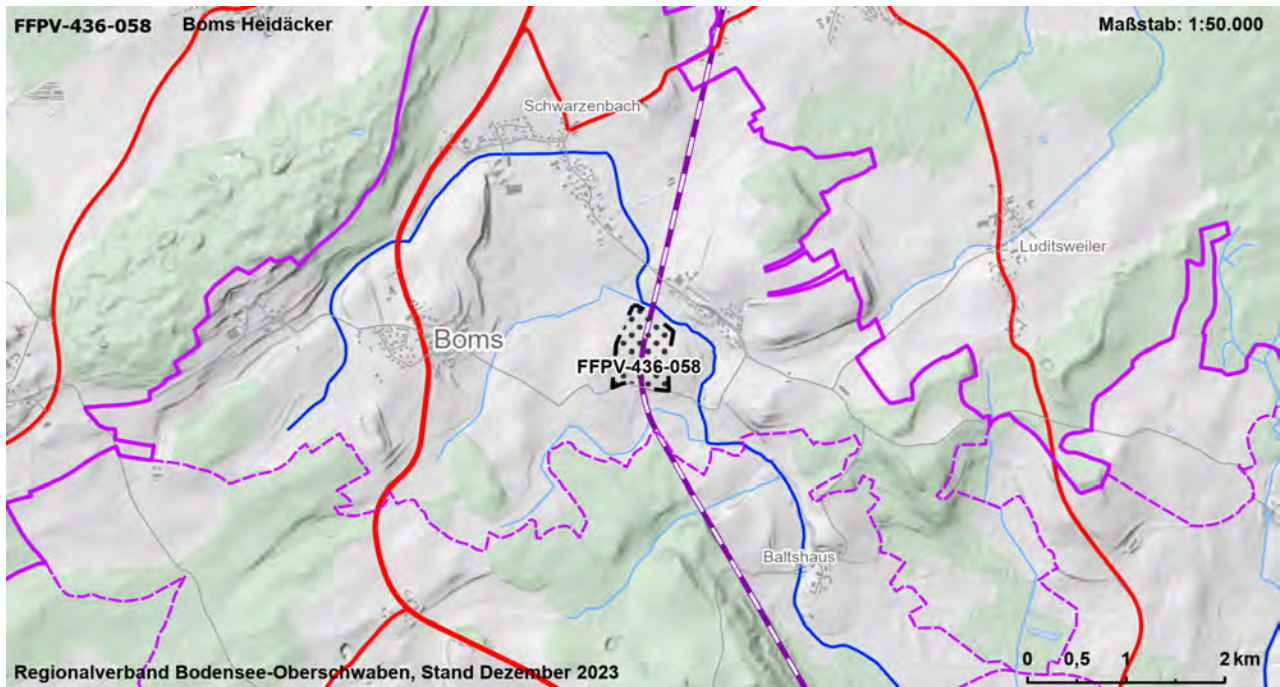 FFPV-436-058 Boms Heidäcker Maßstab: 1:50.000
Schwarzenbach
Luditsweiler
Boms
FFPV-436-058
Baltshaus
0 0,5 1 2 km
Regionalverband Bodensee-Oberschwaben, Stand Dezember 2023